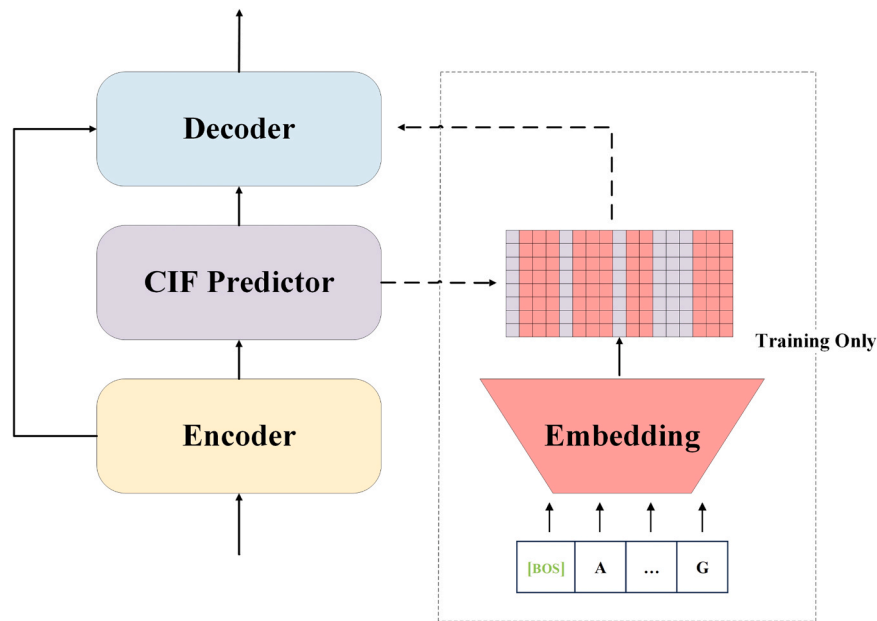 Decoder
CIF Predictor
Training Only
Encoder
Embedding
[BOS] A ... G